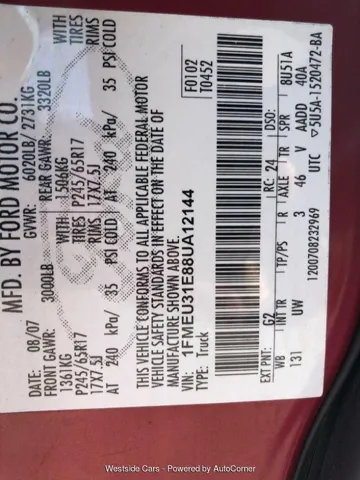 MFD. BY FORD MOTOR CO.
DATE: 08/07 GVWR: 6020LB/ 2731KG
FRONT GAWR: 3000LB REAR GAWR: 3320LB
1361KG 1506KG WITH
P245/65R17 P245/65R17 TIRES
17X7.5J RIMS 17X7.5J RIMS
AT 240 kPa/ 35 PSI COLD AT 240 kPa/ 35 PSI COLD
THIS VEHICLE CONFORMS TO ALL APPLICABLE FEDERAL MOTOR
VEHICLE SAFETY STANDARDS IN EFFECT ON THE DATE OF
MANUFACTURE SHOWN ABOVE.
VIN: 1FMEU31E88UA12144 F0102
TYPE: Truck T0452
EXT PNT: G2 RC: 24 DSO:
WB INT TR TP/PS R AXLE TR SPR 8U51A
131 UW 3 46 V AADD 40A
1200708232969 UTC ▽5U5A-1520472-BA
Westside Cars - Powered by AutoCorner